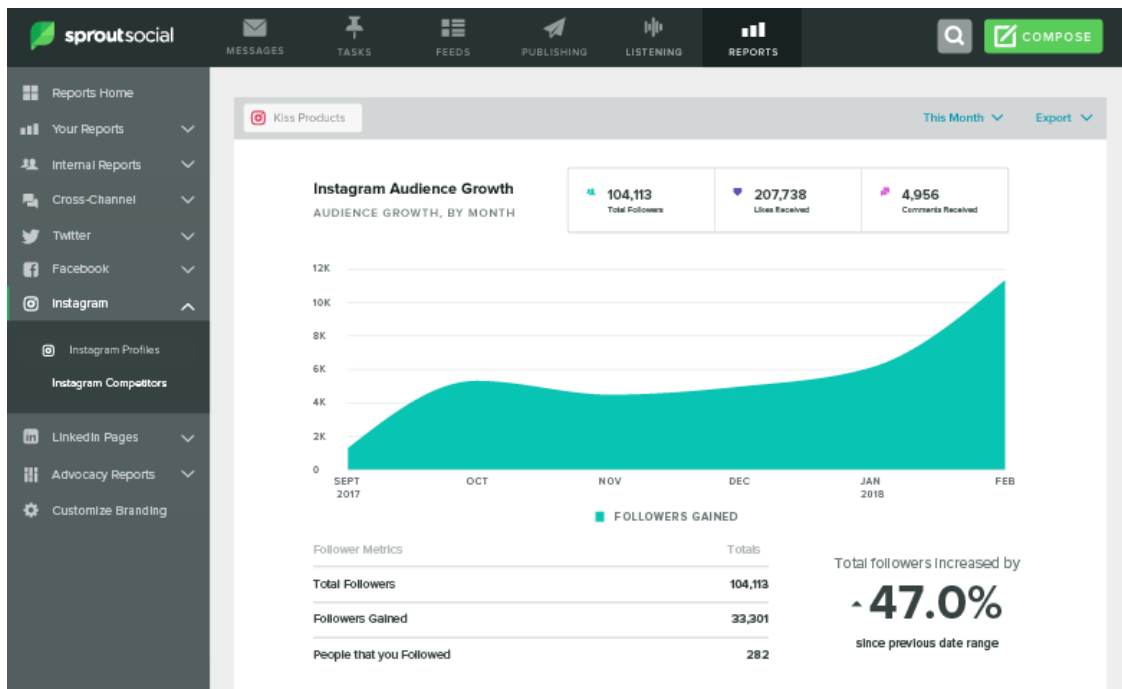 sproutsocial
MESSAGES
TASKS
FEEDS
PUBLISHING
LISTENING
REPORTS
COMPOSE
Reports Home
Your Reports
Internal Reports
Cross-Channel
Twitter
Facebook
Instagram
Instagram Profiles
Instagram Competitors
LinkedIn Pages
Advocacy Reports
Customize Branding
Kiss Products
This Month
Export
Instagram Audience Growth
AUDIENCE GROWTH, BY MONTH
104,113
Total Followers
207,738
Likes Received
4,956
Comments Received
12K
10K
8K
6K
4K
2K
0
SEPT 2017
OCT
NOV
DEC
JAN 2018
FEB
FOLLOWERS GAINED
Follower Metrics Totals
Total Followers 104,113
Followers Gained 33,301
People that you Followed 282
Total followers increased by
47.0%
since previous date range